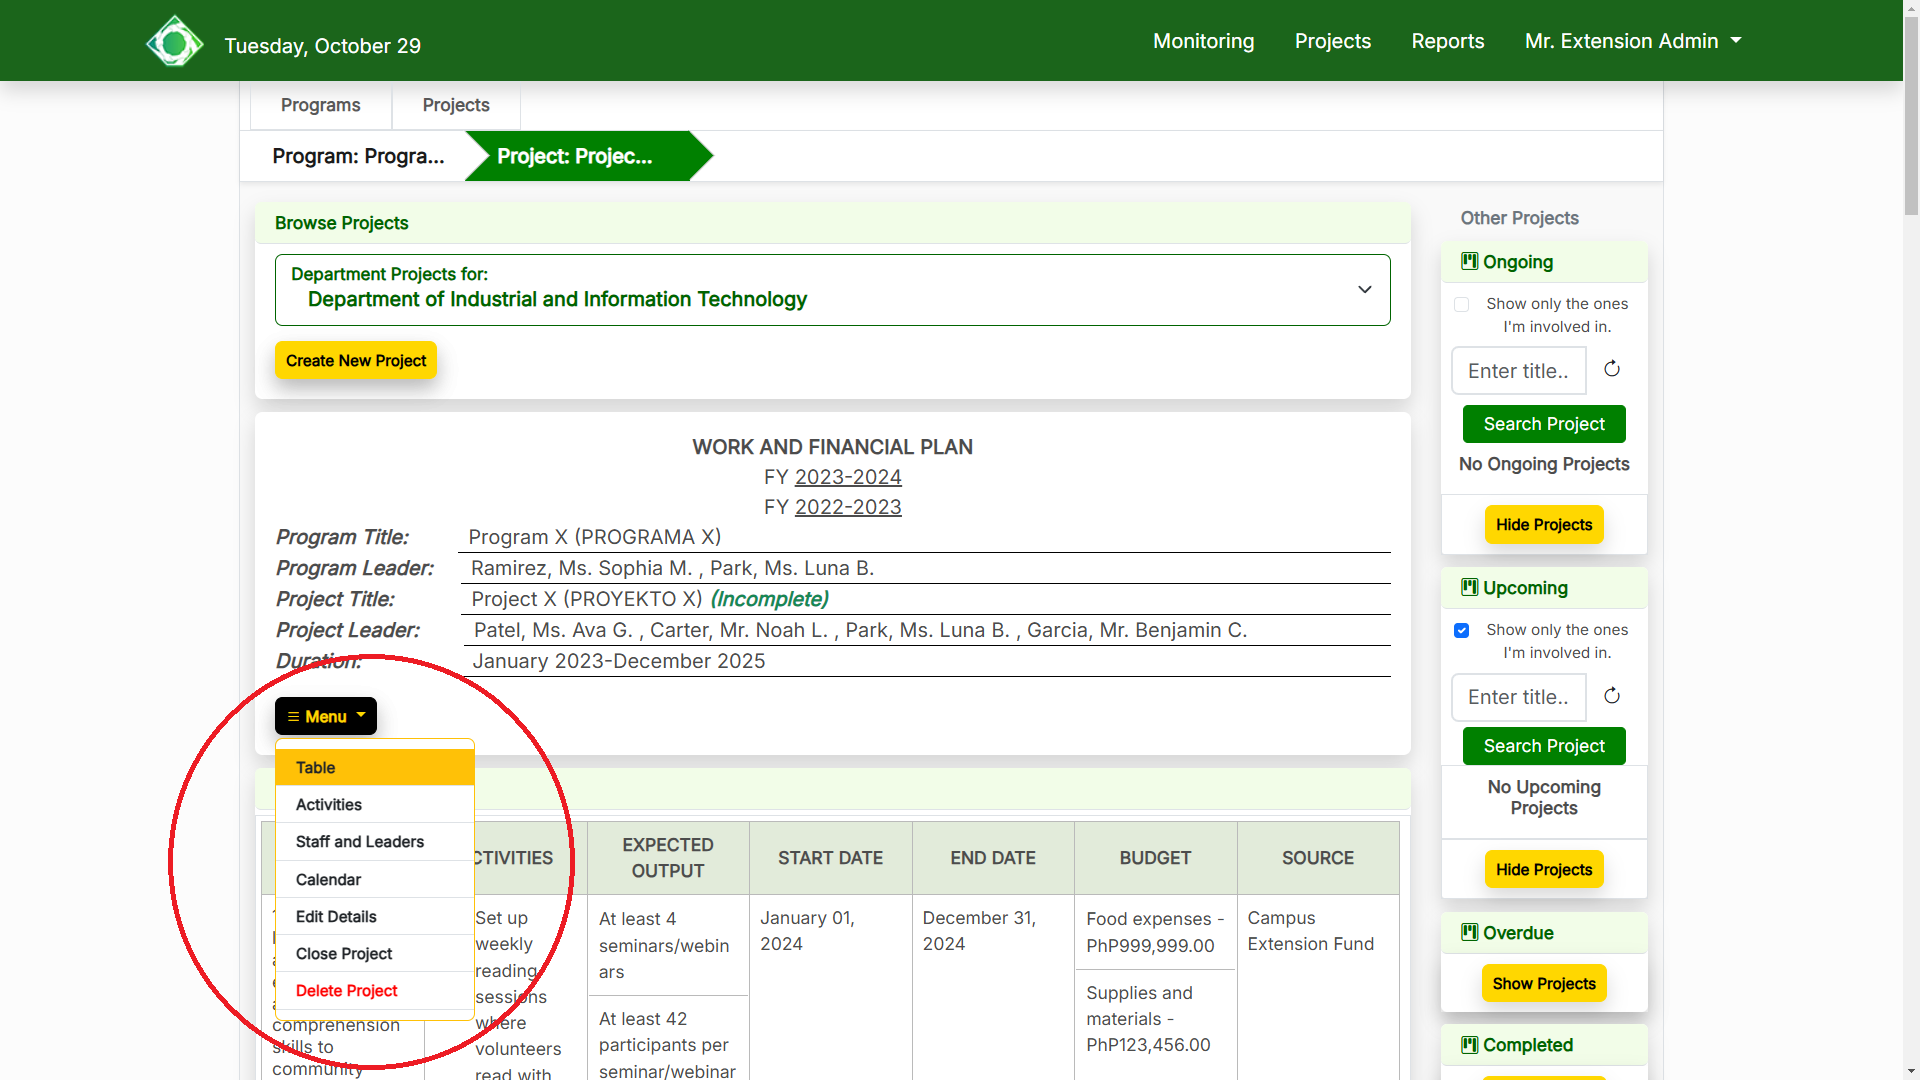 Tuesday, October 29
Monitoring
Projects
Reports
Mr. Extension Admin
Programs
Projects
Program: Progra...
Project: Projec...
Browse Projects
Department Projects for:
Department of Industrial and Information Technology
Create New Project
WORK AND FINANCIAL PLAN
FY 2023-2024
FY 2022-2023
Program Title: Program X (PROGRAMA X)
Program Leader: Ramirez, Ms. Sophia M. , Park, Ms. Luna B.
Project Title: Project X (PROYEKTO X) (Incomplete)
Project Leader: Patel, Ms. Ava G. , Carter, Mr. Noah L. , Park, Ms. Luna B. , Garcia, Mr. Benjamin C.
Duration: January 2023-December 2025
Menu
Table
Activities
Staff and Leaders
Calendar
Edit Details
Close Project
Delete Project
comprehension
skills to
community
CTIVITIES
EXPECTED
OUTPUT
START DATE
END DATE
BUDGET
SOURCE
Set up
weekly
reading
sessions
where
volunteers
read with
At least 4
seminars/webin
ars
At least 42
participants per
seminar/webinar
January 01,
2024
December 31,
2024
Food expenses -
PhP999,999.00
Supplies and
materials -
PhP123,456.00
Campus
Extension Fund
Other Projects
Ongoing
Show only the ones
I'm involved in.
Enter title..
Search Project
No Ongoing Projects
Hide Projects
Upcoming
Show only the ones
I'm involved in.
Enter title..
Search Project
No Upcoming
Projects
Hide Projects
Overdue
Show Projects
Completed